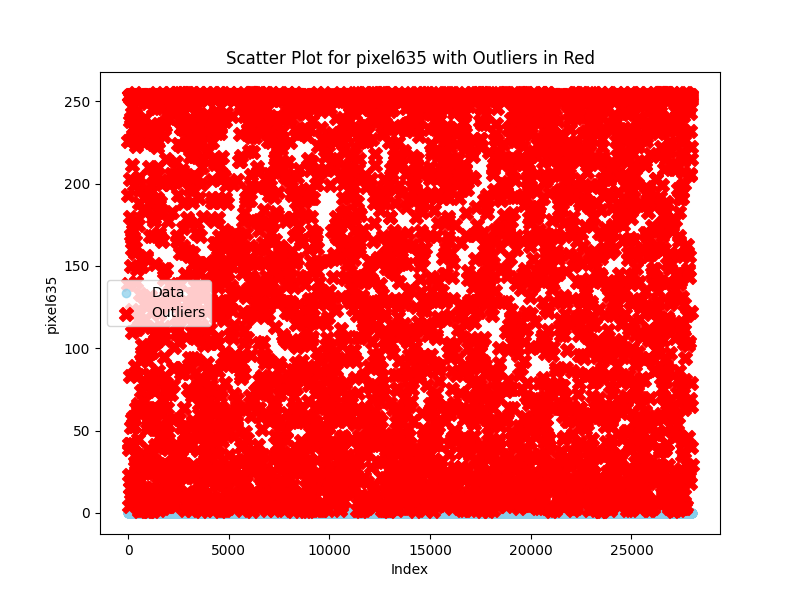 Scatter Plot for pixel635 with Outliers in Red
250
200
150
100
50
0
pixel635
Data
Outliers
0 5000 10000 15000 20000 25000
Index